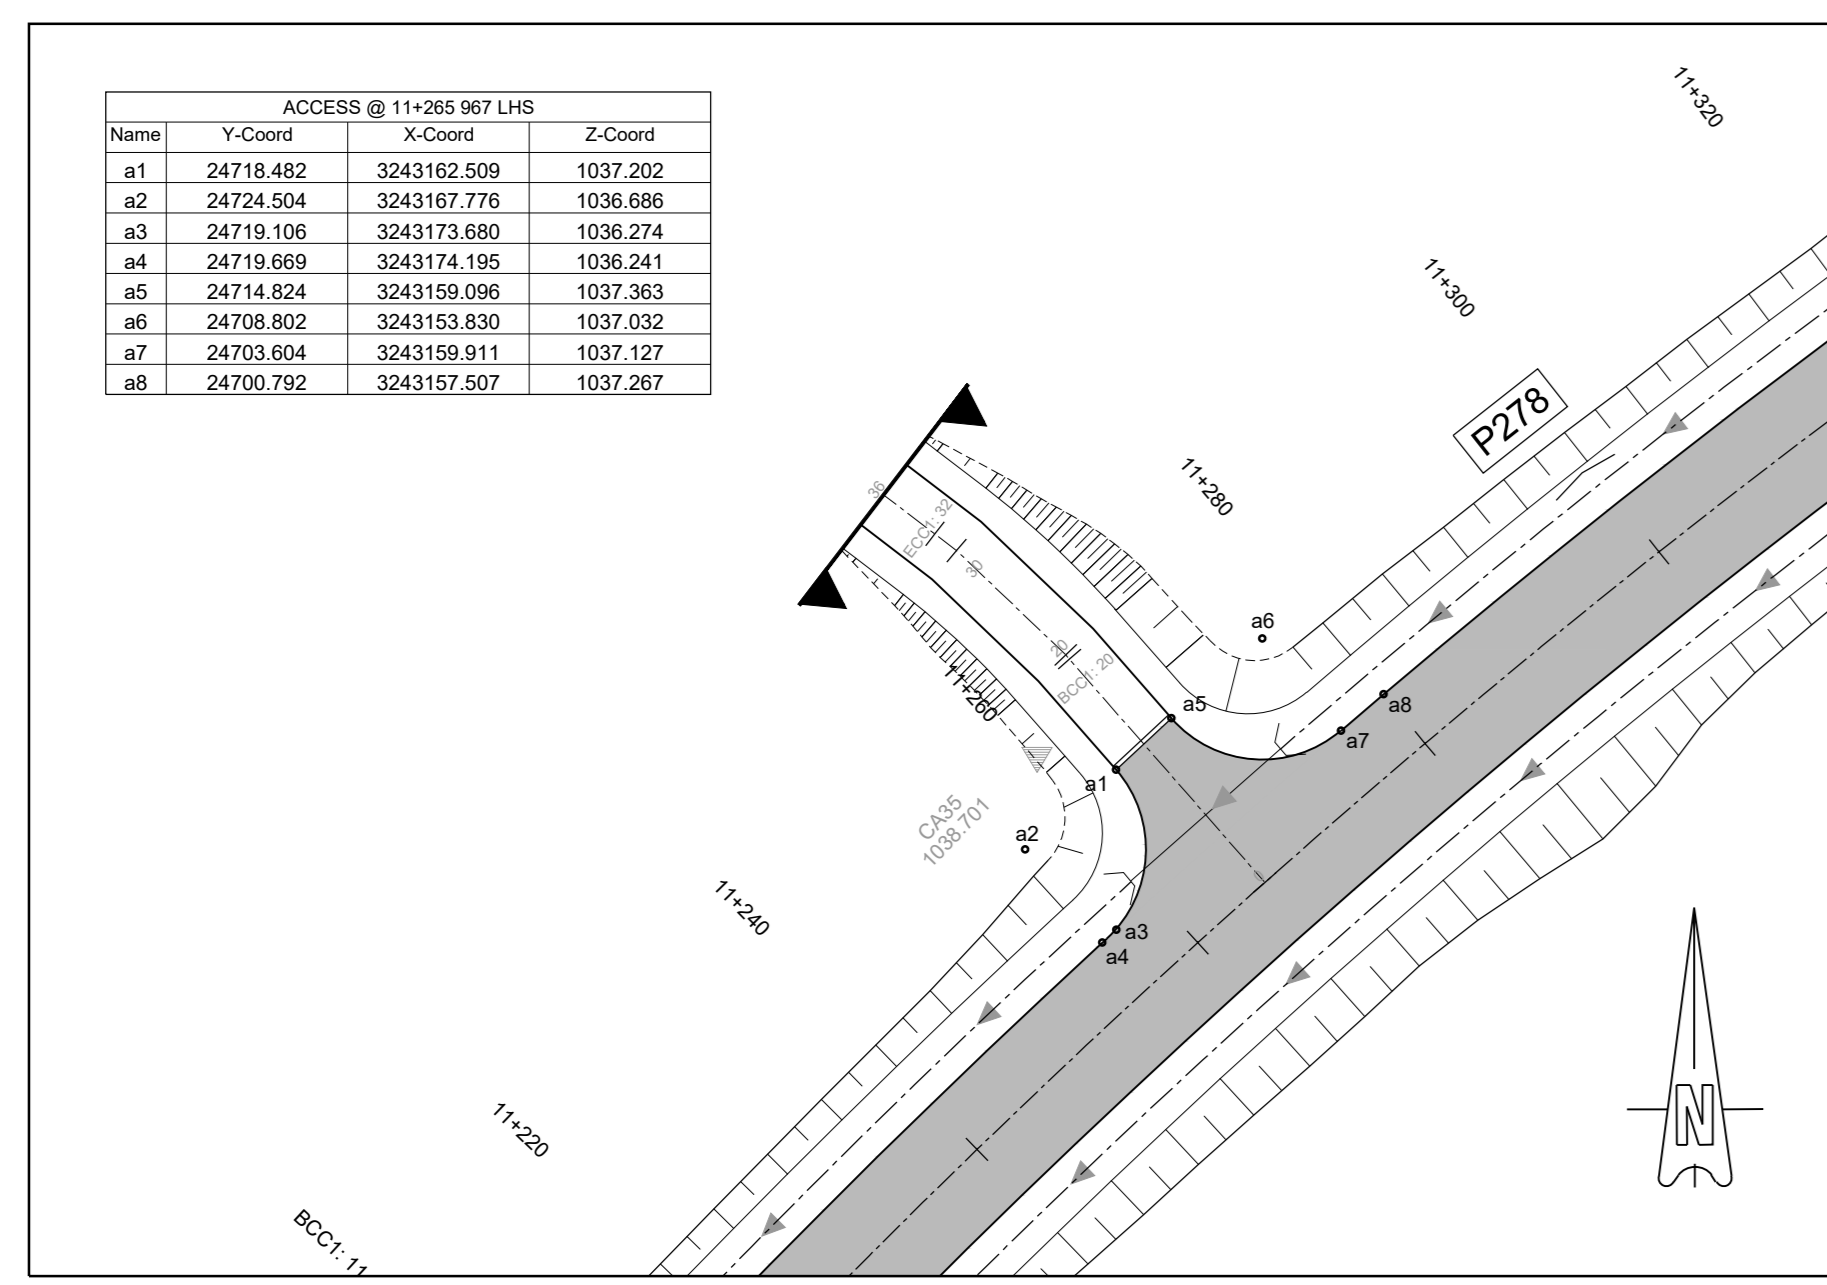 ACCESS @ 11+265 967 LHS
Name Y-Coord X-Coord Z-Coord
a1 24718.482 3243162.509 1037.202
a2 24724.504 3243167.776 1036.686
a3 24719.106 3243173.680 1036.274
a4 24719.669 3243174.195 1036.241
a5 24714.824 3243159.096 1037.363
a6 24708.802 3243153.830 1037.032
a7 24703.604 3243159.911 1037.127
a8 24700.792 3243157.507 1037.267
11+320
11+300
P278
11+280
36
ECC1: 32
30
a6
20
BCC1: 20
11+260
a5
a8
a7
a1
CA35
1038.701
a2
11+240
a3
a4
N
11+220
BCC1: 11